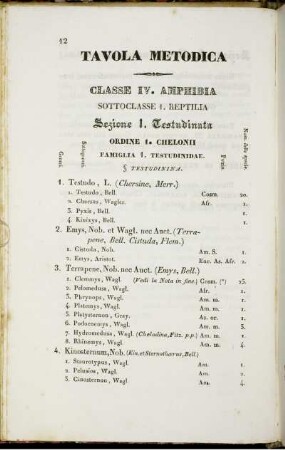 12
TAVOLA METODICA
CLASSE IV. AMPHIBIA
SOTTOCLASSE 1. REPTILIA
Sezione 1. Testudinata
ORDINE 1. CHELONII
FAMIGLIA 1. TESTUDINIDAE.
Generi.
Sottogeneri.
Patria
Num. delle specie.
§ TESTUDININA.
1. Testudo, L. (Chersine, Merr.)
1. Testudo, Bell. Cosm. 20.
2. Chersus, Wagler. Afr. 1.
3. Pyxis, Bell. 1.
4. Kinixys, Bell. 1.
2. Emys, Nob. et Wagl. nec Auct. (Terrapene, Bell. Cistuda, Flem.)
1. Cistuda, Nob. Am. S. 1.
2. Emys, Aristot. Eur. As. Afr. 1.
3. Terrapene, Nob. nec Auct. (Emys, Bell.)
1. Clemmys, Wagl. (Vedi la Nota in fine) Cosm. (*) 25.
2. Pelomedusa, Wagl. Afr. 1.
3. Phrynops, Wagl. Am. m. 1.
4. Platemys, Wagl. Am. m.
5. Platysternon, Gray. As. or. 1.
6. Podocnemys, Wagl. Am. m. 1.
7. Hydromedusa, Wagl. (Chelodina, Fitz. p.p.) Am. m.
8. Rhinemys, Wagl. Am. m. 4.
4. Kinosternum, Nob. (Kin. et Sternotherus, Bell.)
1. Staurotypus, Wagl. Am. 1.
2. Pelusios, Wagl. Am. 1.
3. Cinosternon, Wagl. Am. 4.